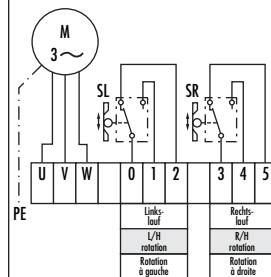 M
3~
SL
SR
U V W 0 1 2 3 4 5
PE
Links-
lauf
Rechts-
lauf
L/H
rotation
R/H
rotation
Rotation
à gauche
Rotation
à droite